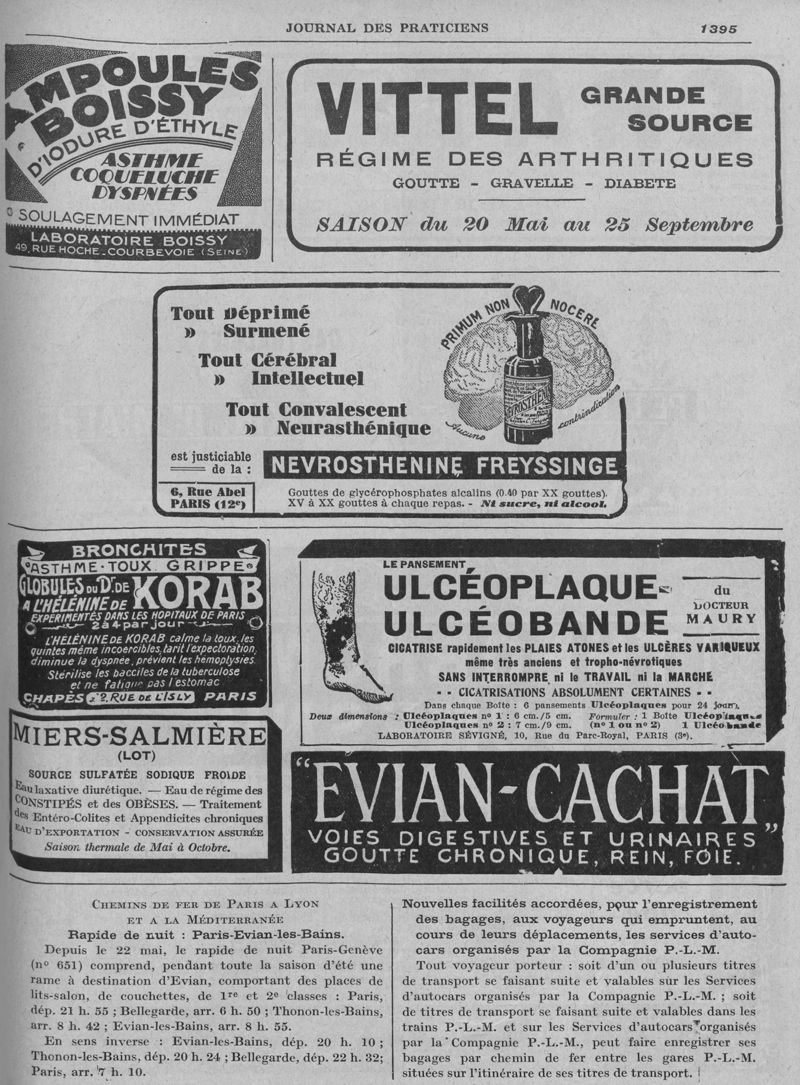 JOURNAL DES PRATICIENS 1395
AMPOULES
BOISSY
D'IODURE D'ÉTHYLE
ASTHME
COQUELUCHE
DYSPNÉES
SOULAGEMENT IMMÉDIAT
LABORATOIRE BOISSY
49, RUE HOCHE_COURBEVOIE (SEINE)
VITTEL GRANDE
SOURCE
RÉGIME DES ARTHRITIQUES
GOUTTE – GRAVELLE – DIABETE
SAISON du 20 Mai au 25 Septembre
Tout Déprimé
» Surmené
Tout Cérébral
» Intellectuel
Tout Convalescent
» Neurasthénique
PRIMUM NON NOCERE
Aucune contrindication
est justiciable
de la :
NEVROSTHENINE FREYSSINGE
6, Rue Abel
PARIS (12e)
Gouttes de glycérophosphates alcalins (0.40 par XX gouttes).
XV à XX gouttes à chaque repas. - Ni sucre, ni alcool.
BRONCHITES
ASTHME · TOUX · GRIPPE
GLOBULES DU Dr. DE KORAB
A L'HÉLÉNINE DE
EXPÉRIMENTÉS DANS LES HOPITAUX DE PARIS
2 à 4 par Jour
L'HÉLÉNINE DE KORAB calme la toux, les
quintes même incoercibles, tarit l'expectoration,
diminue la dyspnee, prévient les hémoptysies.
Stérilise les bacilles de la tuberculose
et ne fatigue pas l'estomac
CHAPÈS 2, RUE DE L'ISLY PARIS
LE PANSEMENT
ULCÉOPLAQUE
ULCÉOBANDE
du
DOCTEUR
MAURY
CICATRISE rapidement les PLAIES ATONES et les ULCÈRES VARIQUEUX
même très anciens et tropho-névrotiques
SANS INTERROMPRE ni le TRAVAIL ni la MARCHE
- - CICATRISATIONS ABSOLUMENT CERTAINES - -
Dans chaque Boîte : 6 pansements Ulcéoplaques pour 24 jours.
Deux dimensions : Ulcéoplaques n° 1 : 6 cm./5 cm. Formuler : 1 Boîte Ulcéoplaques
Ulcéoplaques n° 2 : 7 cm./9 cm. (n° 1 ou n° 2) 1 Ulcéobande
LABORATOIRE SÉVIGNÉ, 10, Rue du Parc-Royal, PARIS (3e).
MIERS-SALMIÈRE
(LOT)
SOURCE SULFATÉE SODIQUE FROIDE
Eau laxative diurétique. — Eau de régime des
CONSTIPÉS et des OBÈSES. — Traitement
des Entéro-Colites et Appendicites chroniques
EAU D'EXPORTATION - CONSERVATION ASSURÉE
Saison thermale de Mai à Octobre.
"EVIAN-CACHAT"
VOIES DIGESTIVES ET URINAIRES
GOUTTE CHRONIQUE, REIN, FOIE.
CHEMINS DE FER DE PARIS A LYON
ET A LA MÉDITERRANÉE
Rapide de nuit : Paris-Evian-les-Bains.
Depuis le 22 mai, le rapide de nuit Paris-Genève
(n° 651) comprend, pendant toute la saison d'été une
rame à destination d'Evian, comportant des places de
lits-salon, de couchettes, de 1re et 2e classes : Paris,
dép. 21 h. 55 ; Bellegarde, arr. 6 h. 50 ; Thonon-les-Bains,
arr. 8 h. 42 ; Evian-les-Bains, arr. 8 h. 55.
En sens inverse : Evian-les-Bains, dép. 20 h. 10 ;
Thonon-les-Bains, dép. 20 h. 24 ; Bellegarde, dép. 22 h. 32;
Paris, arr. 7 h. 10.
Nouvelles facilités accordées, pour l'enregistrement
des bagages, aux voyageurs qui empruntent, au
cours de leurs déplacements, les services d'auto-
cars organisés par la Compagnie P.-L.-M.
Tout voyageur porteur : soit d'un ou plusieurs titres
de transport se faisant suite et valables sur les Services
d'autocars organisés par la Compagnie P.-L.-M. ; soit
de titres de transport se faisant suite et valables dans les
trains P.-L.-M. et sur les Services d'autocars organisés
par la Compagnie P.-L.-M., peut faire enregistrer ses
bagages par chemin de fer entre les gares P.-L.-M.
situées sur l'itinéraire de ses titres de transport.